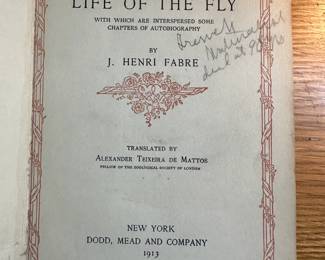 LIFE OF THE FLY
WITH WHICH ARE INTERSPERSED SOME
CHAPTERS OF AUTOBIOGRAPHY
BY
J. HENRI FABRE
TRANSLATED BY
ALEXANDER TEIXEIRA DE MATTOS
FELLOW OF THE ZOOLOGICAL SOCIETY OF LONDON
NEW YORK
DODD, MEAD AND COMPANY
1913